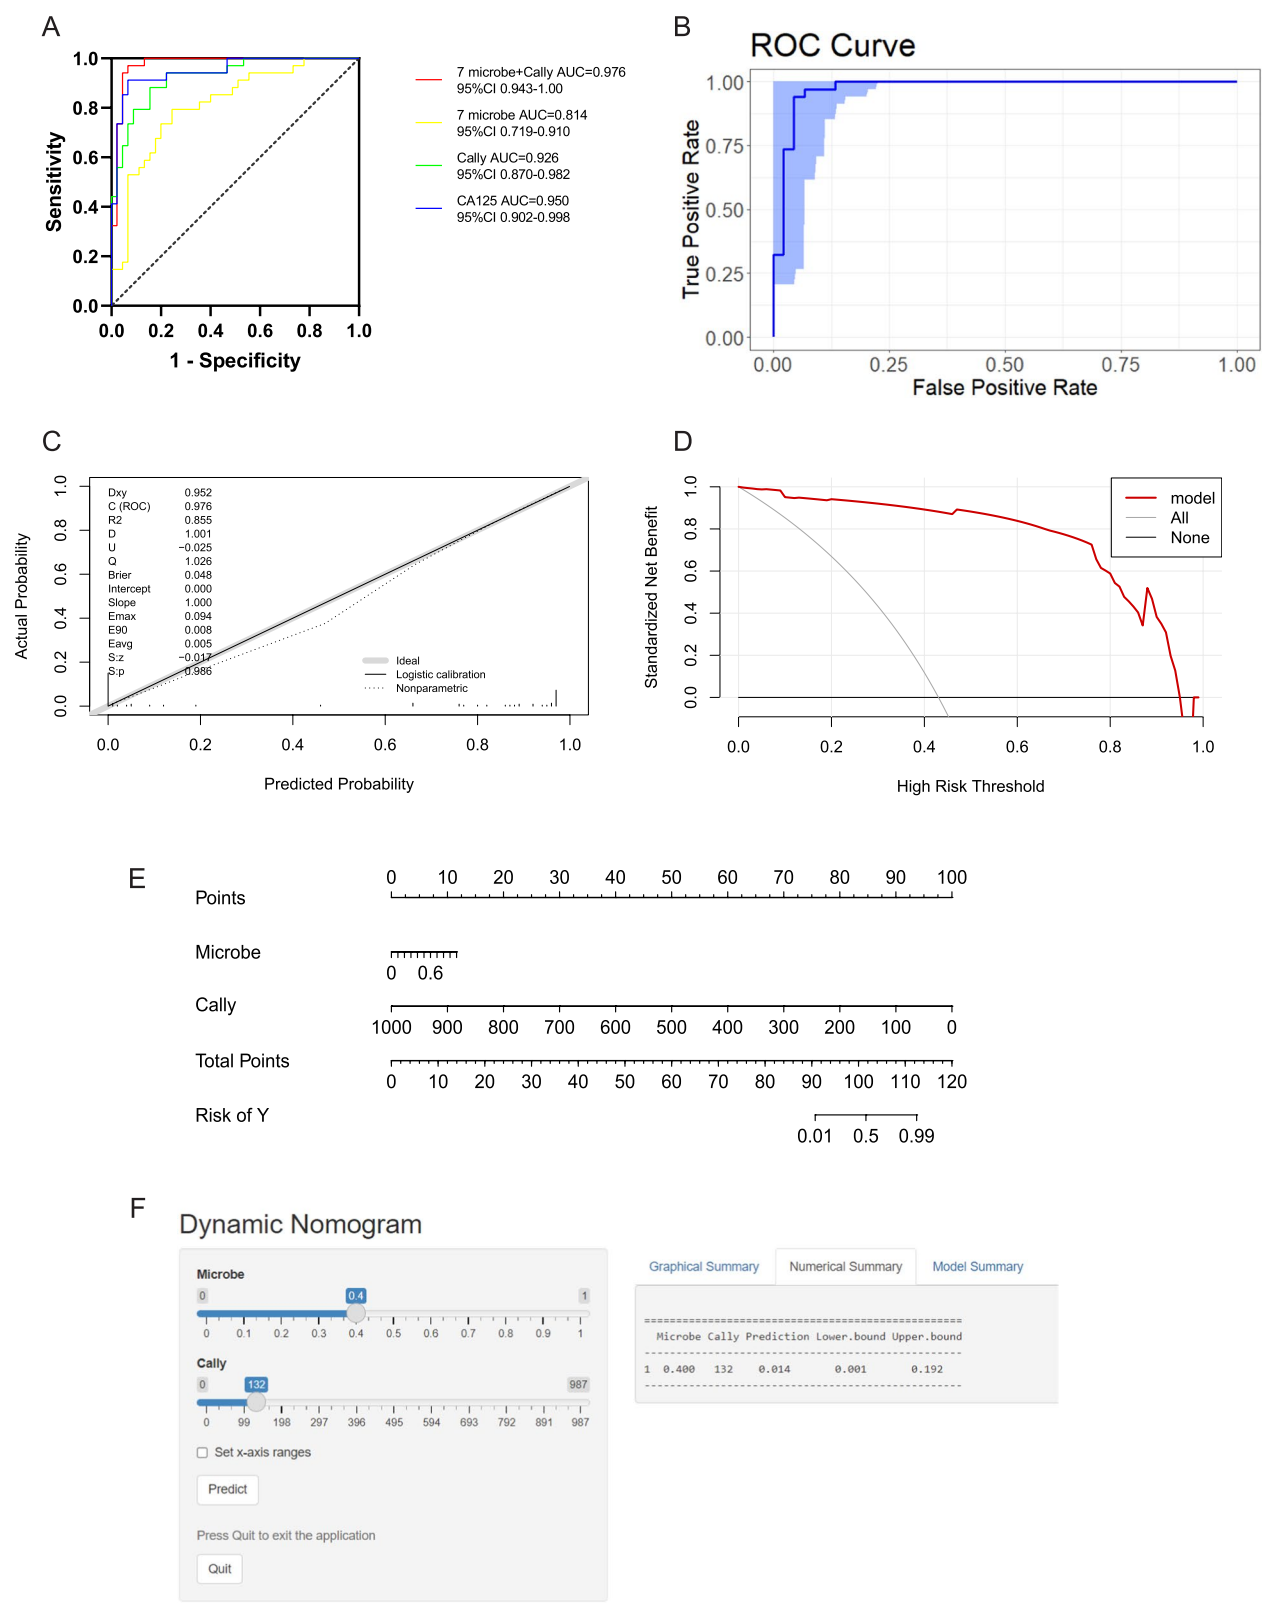 A
1.0
0.8
0.6
0.4
0.2
0.0
Sensitivity
0.0 0.2 0.4 0.6 0.8 1.0
1 - Specificity
7 microbe+Cally AUC=0.976
95%CI 0.943-1.00
7 microbe AUC=0.814
95%CI 0.719-0.910
Cally AUC=0.926
95%CI 0.870-0.982
CA125 AUC=0.950
95%CI 0.902-0.998
B
ROC Curve
1.00
0.75
0.50
0.25
0.00
True Positive Rate
0.00 0.25 0.50 0.75 1.00
False Positive Rate
C
Actual Probability
1.0
0.8
0.6
0.4
0.2
0.0
Dxy 0.952
C (ROC) 0.976
R2 0.855
D 1.001
U −0.025
Q 1.026
Brier 0.048
Intercept 0.000
Slope 1.000
Emax 0.094
E90 0.008
Eavg 0.005
S:z −0.017
S:p 0.986
Ideal
Logistic calibration
Nonparametric
0.0 0.2 0.4 0.6 0.8 1.0
Predicted Probability
D
Standardized Net Benefit
1.0
0.8
0.6
0.4
0.2
0.0
model
All
None
0.0 0.2 0.4 0.6 0.8 1.0
High Risk Threshold
E
0 10 20 30 40 50 60 70 80 90 100
Points
Microbe
0 0.6
Cally
1000 900 800 700 600 500 400 300 200 100 0
Total Points
0 10 20 30 40 50 60 70 80 90 100 110 120
Risk of Y
0.01 0.5 0.99
F
Dynamic Nomogram
Microbe
0 0.4 1
0 0.1 0.2 0.3 0.4 0.5 0.6 0.7 0.8 0.9 1
Cally
0 132 987
0 99 198 297 396 495 594 693 792 891 987
Set x-axis ranges
Predict
Press Quit to exit the application
Quit
Graphical Summary Numerical Summary Model Summary
Microbe Cally Prediction Lower.bound Upper.bound
1 0.400 132 0.014 0.001 0.192